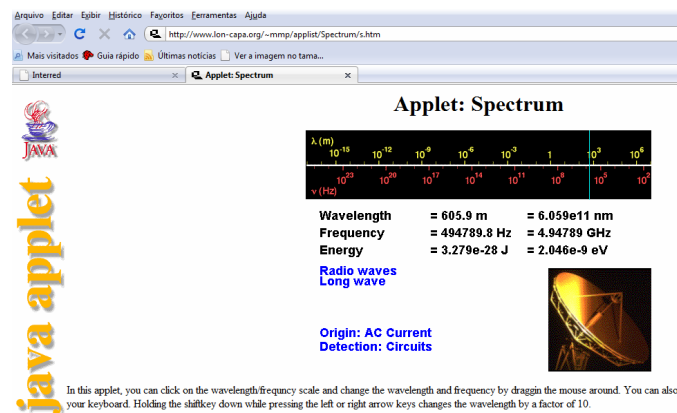 Arquivo Editar Exibir Histórico Favoritos Ferramentas Ajuda
http://www.lon-capa.org/~mmp/applist/Spectrum/s.htm
Mais visitados Guia rápido Últimas notícias Ver a imagem no tama...
Interred × Applet: Spectrum ×
Applet: Spectrum
JAVA
java applet
λ (m)
10⁻¹⁵ 10⁻¹² 10⁻⁹ 10⁻⁶ 10⁻³ 1 10³ 10⁶
10²³ 10²⁰ 10¹⁷ 10¹⁴ 10¹¹ 10⁸ 10⁵ 10²
ν (Hz)
Wavelength = 605.9 m = 6.059e11 nm
Frequency = 494789.8 Hz = 4.94789 GHz
Energy = 3.279e-28 J = 2.046e-9 eV
Radio waves
Long wave
Origin: AC Current
Detection: Circuits
In this applet, you can click on the wavelength/frequncy scale and change the wavelength and frequency by draggin the mouse around. You can also
your keyboard. Holding the shiftkey down while pressing the left or right arrow keys changes the wavelength by a factor of 10.